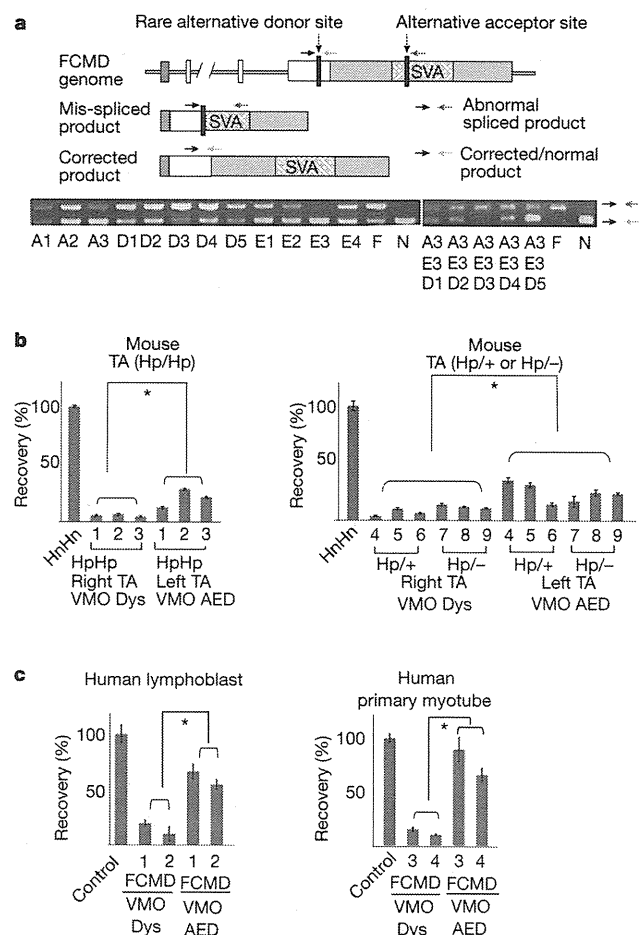 a
Rare alternative donor site
Alternative acceptor site
FCMD
genome
SVA
Mis-spliced
product
SVA
Abnormal
spliced product
Corrected
product
SVA
Corrected/normal
product
A1 A2 A3 D1 D2 D3 D4 D5 E1 E2 E3 E4 F N
A3 A3 A3 A3 A3 F N
E3 E3 E3 E3 E3
D1 D2 D3 D4 D5
b
Mouse
TA (Hp/Hp)
Recovery (%)
100
50
HnHn
1 2 3 1 2 3
HpHp HpHp
Right TA Left TA
VMO Dys VMO AED
*
Mouse
TA (Hp/+ or Hp/–)
Recovery (%)
100
50
HnHn
4 5 6 7 8 9 4 5 6 7 8 9
Hp/+ Hp/– Hp/+ Hp/–
Right TA Left TA
VMO Dys VMO AED
*
c
Human lymphoblast
Recovery (%)
100
50
Control
1 2 1 2
FCMD FCMD
VMO VMO
Dys AED
*
Human
primary myotube
Recovery (%)
100
50
Control
3 4 3 4
FCMD FCMD
VMO VMO
Dys AED
*